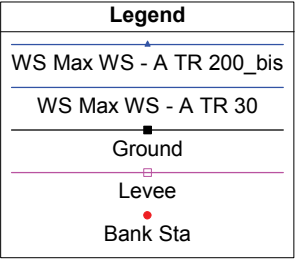 Legend
WS Max WS - A TR 200_bis
WS Max WS - A TR 30
Ground
Levee
Bank Sta